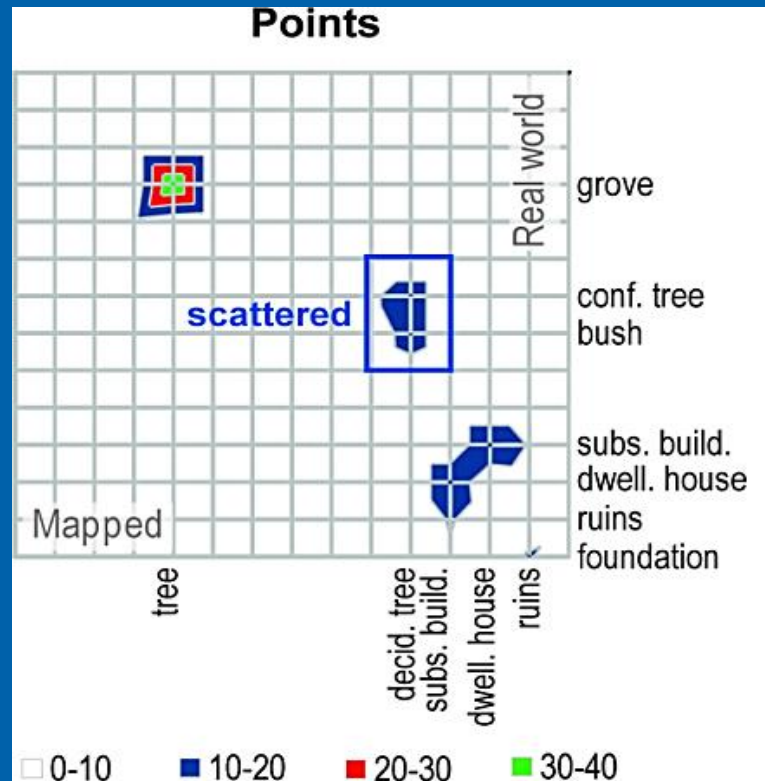 Points
Real world
grove
conf. tree
scattered
bush
subs. build.
dwell. house
Mapped
ruins
foundation
tree
decid. tree
subs. build.
dwell. house
ruins
0-10
10-20
20-30
30-40